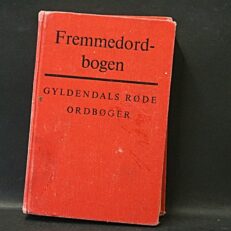 Fremmedord-
bogen
GYLDENDALS RØDE
ORDBØGER